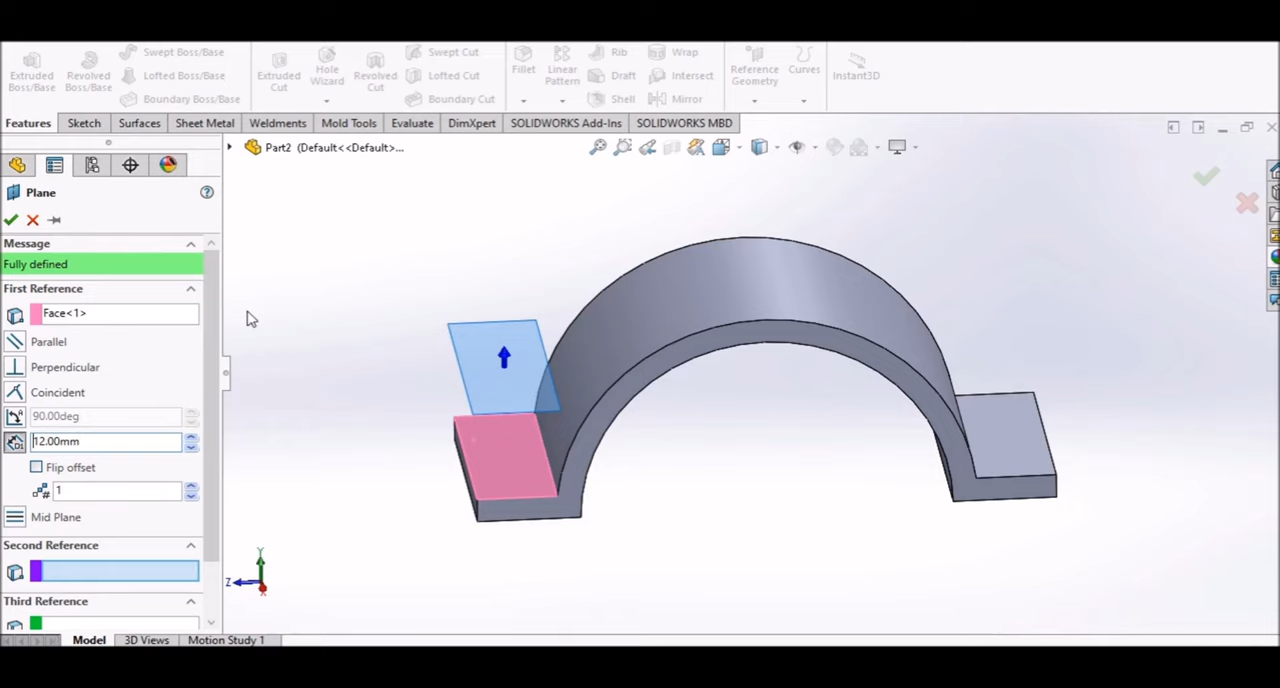 Extruded Boss/Base
Revolved Boss/Base
Swept Boss/Base
Lofted Boss/Base
Boundary Boss/Base
Extruded Cut
Hole Wizard
Revolved Cut
Swept Cut
Lofted Cut
Boundary Cut
Fillet
Linear Pattern
Rib
Draft
Shell
Wrap
Intersect
Mirror
Reference Geometry
Curves
Instant3D
Features Sketch Surfaces Sheet Metal Weldments Mold Tools Evaluate DimXpert SOLIDWORKS Add-Ins SOLIDWORKS MBD
Part2 (Default<<Default>...
Plane
Message
Fully defined
First Reference
Face<1>
Parallel
Perpendicular
Coincident
90.00deg
12.00mm
Flip offset
1
Mid Plane
Second Reference
Third Reference
Y
Z
X
Model 3D Views Motion Study 1